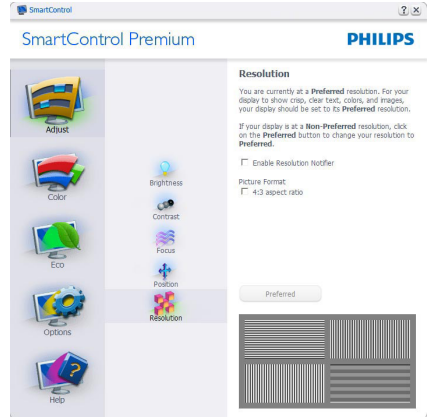 SmartControl
SmartControl Premium
PHILIPS
Adjust
Color
Eco
Options
Help
Brightness
Contrast
Focus
Position
Resolution
Resolution
You are currently at a Preferred resolution. For your
display to show crisp, clear text, colors, and images,
your display should be set to its Preferred resolution.
If your display is at a Non-Preferred resolution, click
on the Preferred button to change your resolution to
Preferred.
Enable Resolution Notifier
Picture Format
4:3 aspect ratio
Preferred